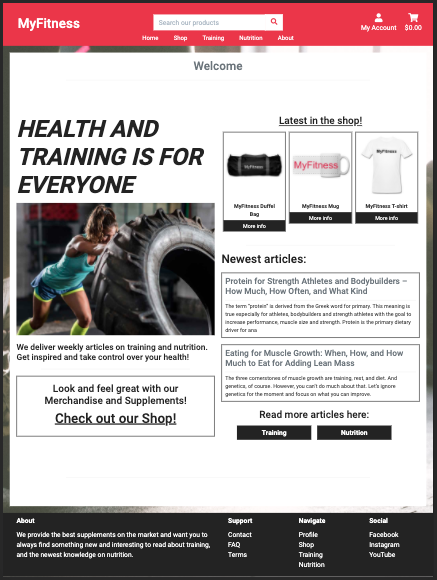 MyFitness
Search our products
My Account $0.00
Home Shop Training Nutrition About
Welcome
HEALTH AND
TRAINING IS FOR
EVERYONE
We deliver weekly articles on training and nutrition.
Get inspired and take control over your health!
Look and feel great with our
Merchandise and Supplements!
Check out our Shop!
Latest in the shop!
MyFitness
MyFitness Duffel
Bag
More info
MyFitness
MyFitness Mug
More info
MyFitness
MyFitness T-shirt
More info
Newest articles:
Protein for Strength Athletes and Bodybuilders –
How Much, How Often, and What Kind
The term "protein" is derived from the Greek word for primary. This meaning is
true especially for athletes, bodybuilders and strength athletes with the goal to
increase performance, muscle size and strength. Protein is the primary dietary
driver for ana
Eating for Muscle Growth: When, How, and How
Much to Eat for Adding Lean Mass
The three cornerstones of muscle growth are training, rest, and diet. And
genetics, of course. However, you can't do much about that. Let's ignore
genetics for the moment and focus on what you can improve.
Read more articles here:
Training Nutrition
About
We provide the best supplements on the market and want you to
always find something new and interesting to read about training,
and the newest knowledge on nutrition.
Support
Contact
FAQ
Terms
Navigate
Profile
Shop
Training
Nutrition
Social
Facebook
Instagram
YouTube